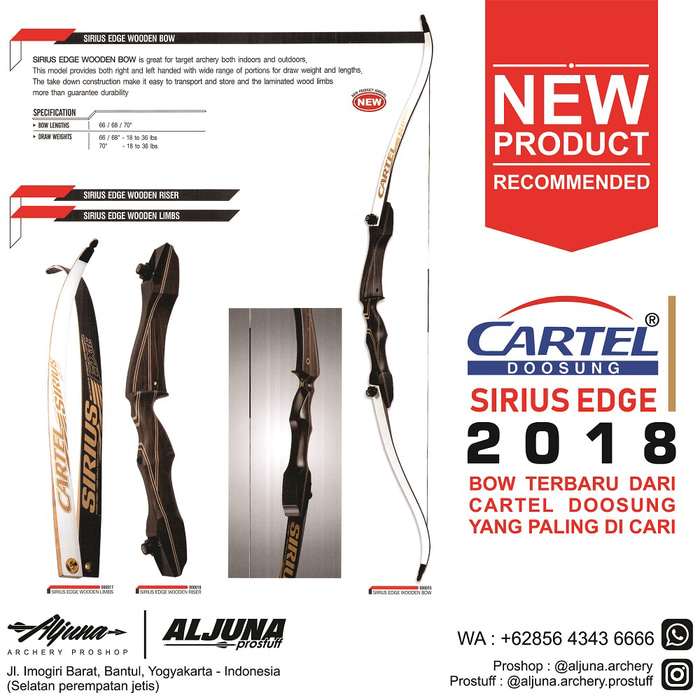 SIRIUS EDGE WOODEN BOW
SIRIUS EDGE WOODEN BOW is great for target archery both indoors and outdoors.
This model provides both right and left handed with wide range of portions for draw weight and lengths.
The take down construction make it easy to transport and store and the laminated wood limbs
more than guarantee durability
SPECIFICATION
BOW LENGTHS 66 / 68 / 70"
DRAW WEIGHTS 66 / 68" - 18 to 36 lbs
70" - 18 to 36 lbs
NEW PRODUCT ADDED
NEW
SIRIUS EDGE WOODEN RISER
SIRIUS EDGE WOODEN LIMBS
CARTEL
CARTEL SIRIUS
SIRIUS EDGE
SIRIUS
SIRIUS EDGE WOODEN LIMBS
SIRIUS EDGE WOODEN RISER
SIRIUS EDGE WOODEN BOW
NEW
PRODUCT
RECOMMENDED
CARTEL®
DOOSUNG
SIRIUS EDGE
2018
BOW TERBARU DARI
CARTEL DOOSUNG
YANG PALING DI CARI
Aljuna
ARCHERY PROSHOP
ALJUNA
prostuff
Jl. Imogiri Barat, Bantul, Yogyakarta - Indonesia
(Selatan perempatan jetis)
WA : +62856 4343 6666
Proshop : @aljuna.archery
Prostuff : @aljuna.archery.prostuff